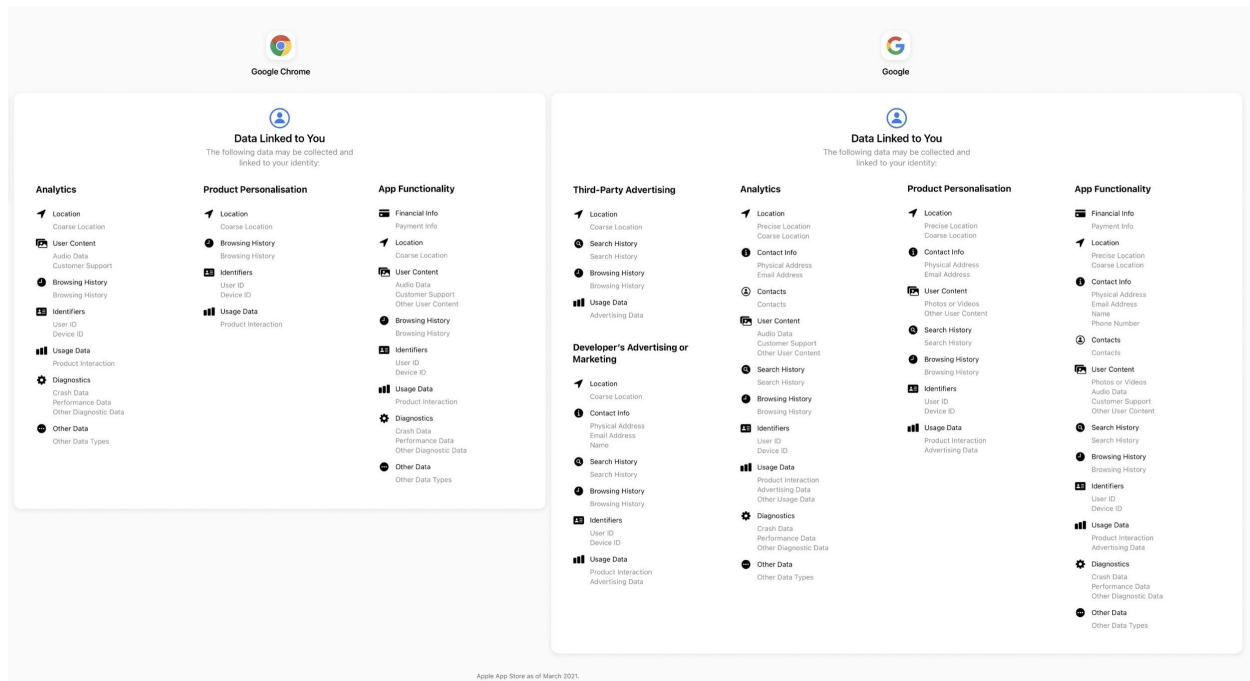 Google Chrome
Data Linked to You
The following data may be collected and
linked to your identity:
Analytics
Location
Coarse Location
User Content
Audio Data
Customer Support
Browsing History
Browsing History
Identifiers
User ID
Device ID
Usage Data
Product Interaction
Diagnostics
Crash Data
Performance Data
Other Diagnostic Data
Other Data
Other Data Types
Product Personalisation
Location
Coarse Location
Browsing History
Browsing History
Identifiers
User ID
Device ID
Usage Data
Product Interaction
App Functionality
Financial Info
Payment Info
Location
Coarse Location
User Content
Audio Data
Customer Support
Other User Content
Browsing History
Browsing History
Identifiers
User ID
Device ID
Usage Data
Product Interaction
Diagnostics
Crash Data
Performance Data
Other Diagnostic Data
Other Data
Other Data Types
Google
Data Linked to You
The following data may be collected and
linked to your identity:
Third-Party Advertising
Location
Coarse Location
Search History
Search History
Browsing History
Browsing History
Usage Data
Advertising Data
Developer's Advertising or
Marketing
Location
Coarse Location
Contact Info
Physical Address
Email Address
Name
Search History
Search History
Browsing History
Browsing History
Identifiers
User ID
Device ID
Usage Data
Product Interaction
Advertising Data
Analytics
Location
Precise Location
Coarse Location
Contact Info
Physical Address
Email Address
Contacts
Contacts
User Content
Audio Data
Customer Support
Other User Content
Search History
Search History
Browsing History
Browsing History
Identifiers
User ID
Device ID
Usage Data
Product Interaction
Advertising Data
Other Usage Data
Diagnostics
Crash Data
Performance Data
Other Diagnostic Data
Other Data
Other Data Types
Product Personalisation
Location
Precise Location
Coarse Location
Contact Info
Physical Address
Email Address
User Content
Photos or Videos
Other User Content
Search History
Search History
Browsing History
Browsing History
Identifiers
User ID
Device ID
Usage Data
Product Interaction
Advertising Data
App Functionality
Financial Info
Payment Info
Location
Precise Location
Coarse Location
Contact Info
Physical Address
Email Address
Name
Phone Number
Contacts
Contacts
User Content
Photos or Videos
Audio Data
Customer Support
Other User Content
Search History
Search History
Browsing History
Browsing History
Identifiers
User ID
Device ID
Usage Data
Product Interaction
Advertising Data
Diagnostics
Crash Data
Performance Data
Other Diagnostic Data
Other Data
Other Data Types
Apple App Store as of March 2021.